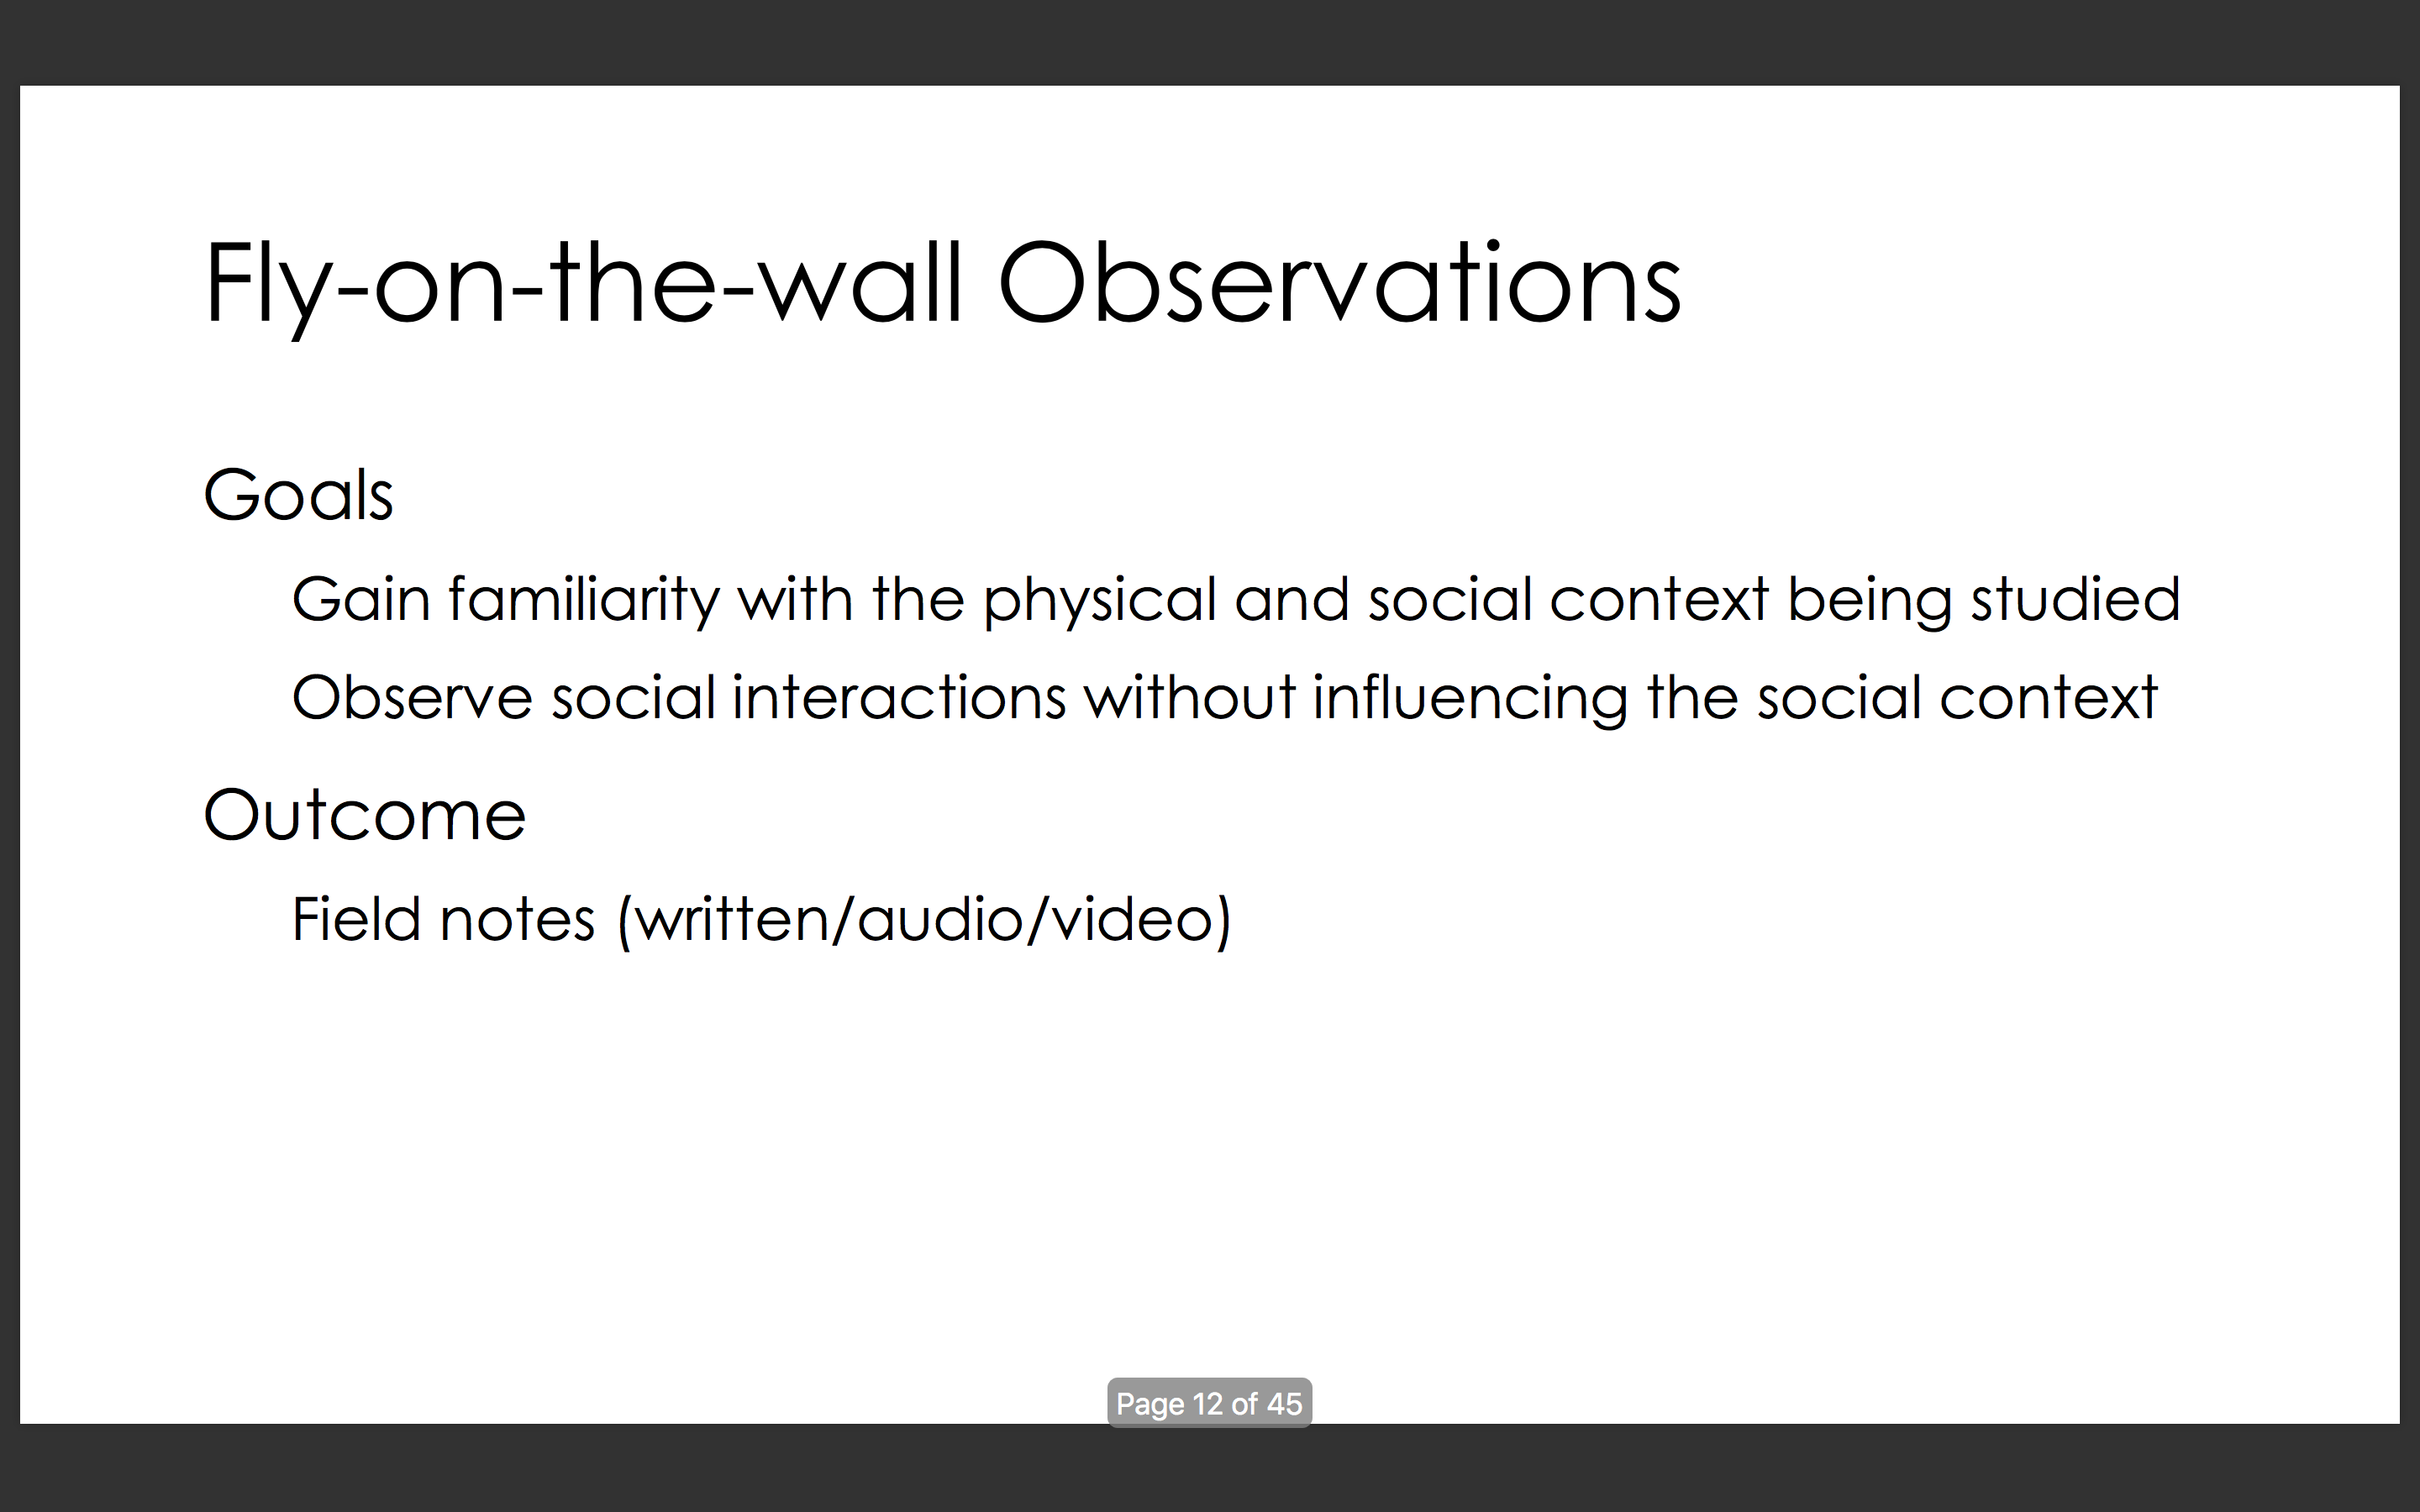 Fly-on-the-wall Observations
Goals
Gain familiarity with the physical and social context being studied
Observe social interactions without influencing the social context
Outcome
Field notes (written/audio/video)
Page 12 of 45